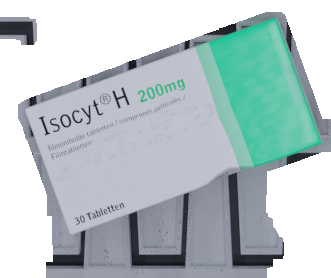 Isocyt® H 200mg
filmomhulde tabletten / comprimés pelliculés /
Filmtabletten
30 Tabletten